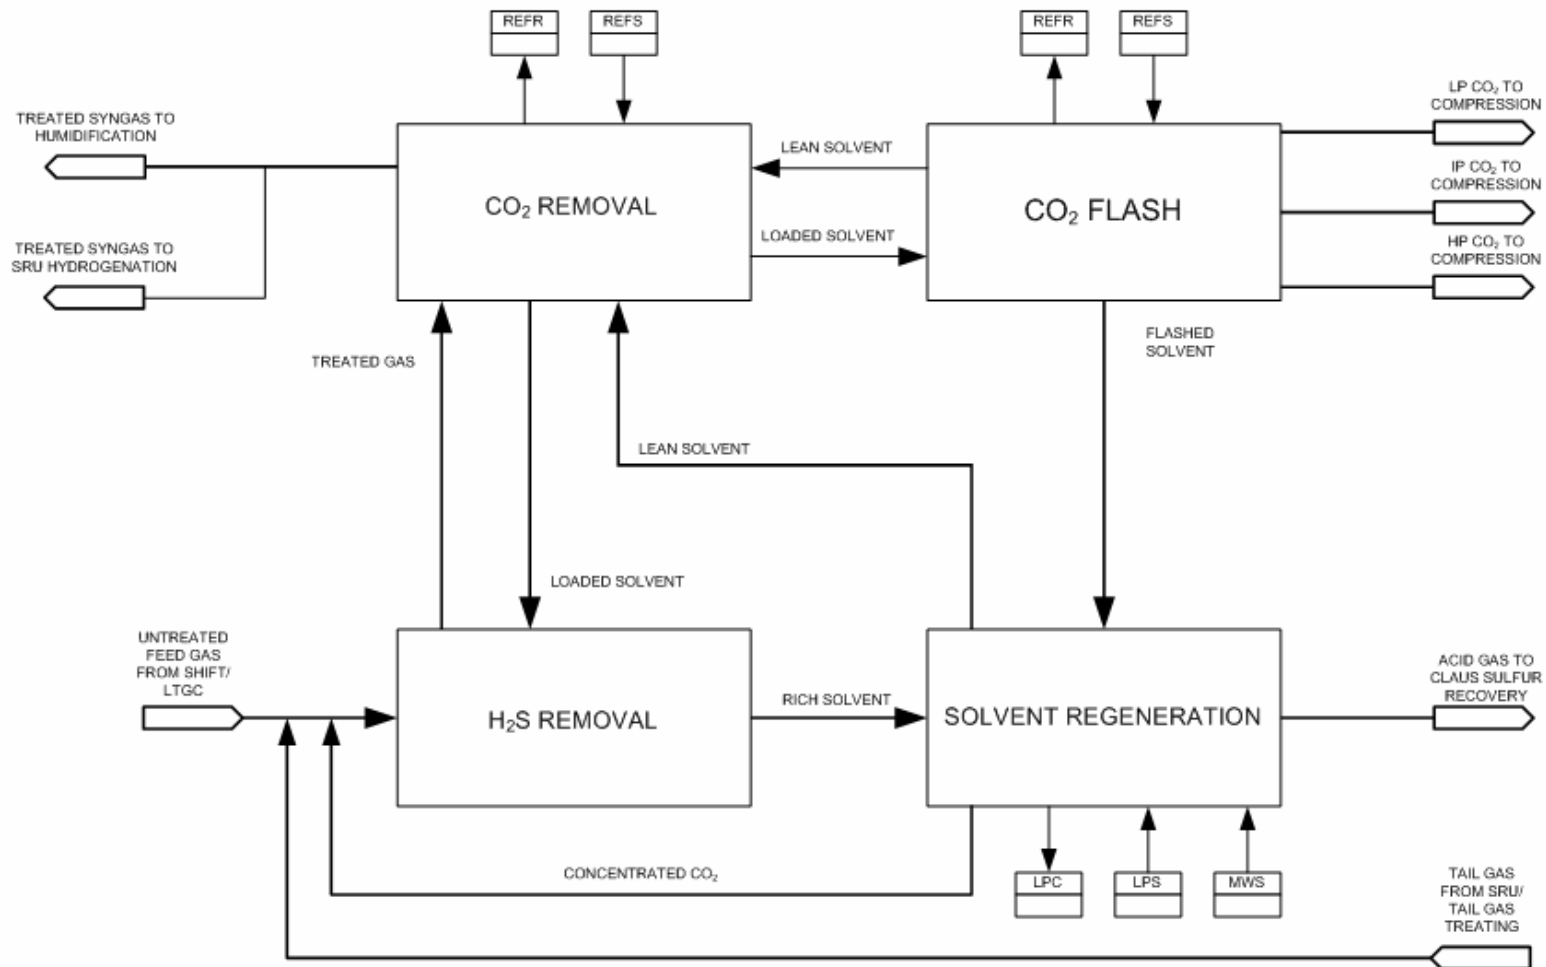 REFR
REFS
REFR
REFS
TREATED SYNGAS TO
HUMIDIFICATION
LP CO₂ TO
COMPRESSION
LEAN SOLVENT
IP CO₂ TO
COMPRESSION
CO₂ REMOVAL
CO₂ FLASH
TREATED SYNGAS TO
SRU HYDROGENATION
LOADED SOLVENT
HP CO₂ TO
COMPRESSION
TREATED GAS
FLASHED
SOLVENT
LEAN SOLVENT
LOADED SOLVENT
UNTREATED
FEED GAS
FROM SHIFT/
LTGC
H₂S REMOVAL
RICH SOLVENT
SOLVENT REGENERATION
ACID GAS TO
CLAUS SULFUR
RECOVERY
CONCENTRATED CO₂
LPC
LPS
MWS
TAIL GAS
FROM SRU/
TAIL GAS
TREATING